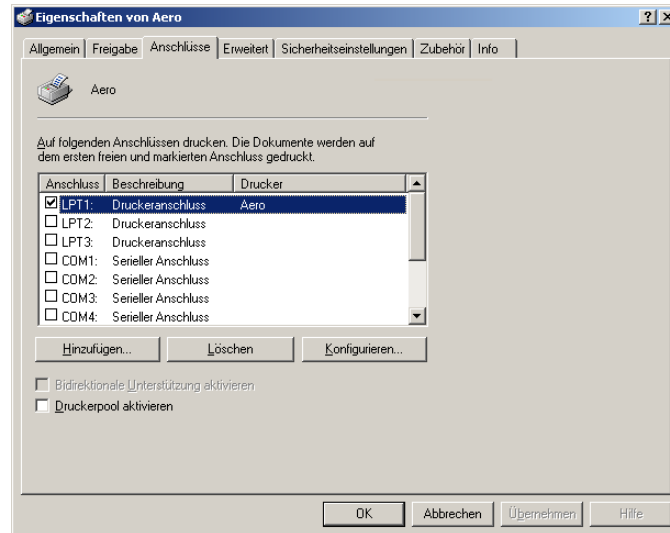 Eigenschaften von Aero
Allgemein Freigabe Anschlüsse Erweitert Sicherheitseinstellungen Zubehör Info
Aero
Auf folgenden Anschlüssen drucken. Die Dokumente werden auf
dem ersten freien und markierten Anschluss gedruckt.
Anschluss Beschreibung Drucker
LPT1: Druckeranschluss Aero
LPT2: Druckeranschluss
LPT3: Druckeranschluss
COM1: Serieller Anschluss
COM2: Serieller Anschluss
COM3: Serieller Anschluss
COM4: Serieller Anschluss
Hinzufügen... Löschen Konfigurieren...
Bidirektionale Unterstützung aktivieren
Druckerpool aktivieren
OK Abbrechen Übernehmen Hilfe